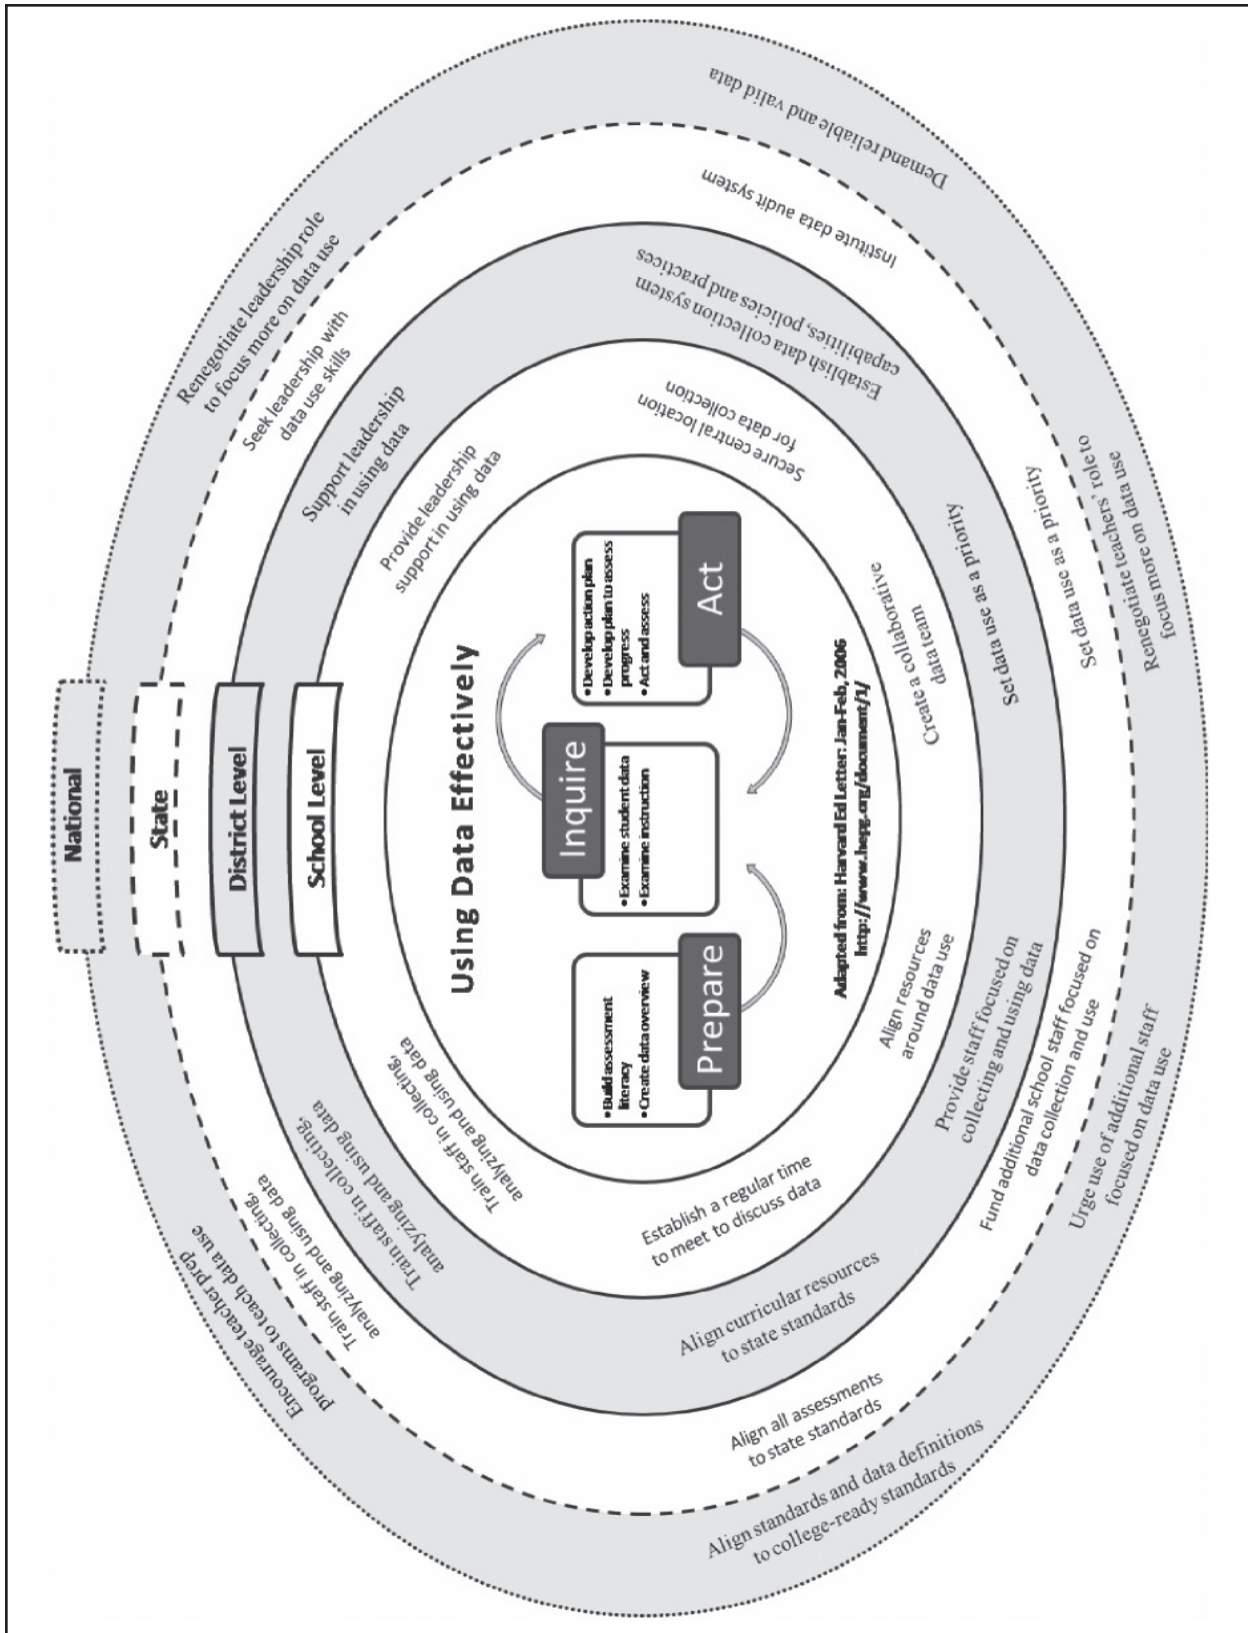 National
State
District Level
School Level
Using Data Effectively
Prepare
• Build assessment
literacy
• Create data overview
Inquire
• Examine student data
• Examine instruction
Act
• Develop action plan
• Develop plan to assess
progress
• Act and assess
Adapted from: Harvard Ed Letter: Jan-Feb, 2006
http://www.hepg.org/document/1/
Encourage teacher prep
programs to teach data use
Renegotiate leadership role
to focus more on data use
Demand reliable and valid data
Renegotiate teachers' role to
focus more on data use
Urge use of additional staff
focused on data use
Align standards and data definitions
to college-ready standards
Train staff in collecting,
analyzing and using data
Seek leadership with
data use skills
Institute data audit system
Set data use as a priority
Fund additional school staff focused on
data collection and use
Align all assessments
to state standards
Train staff in collecting,
analyzing and using data
Support leadership
in using data
Establish data collection system
capabilities, policies and practices
Set data use as a priority
Provide staff focused on
collecting and using data
Align curricular resources
to state standards
Train staff in collecting,
analyzing and using data
Provide leadership
support in using data
Secure central location
for data collection
Create a collaborative
data team
Align resources
around data use
Establish a regular time
to meet to discuss data